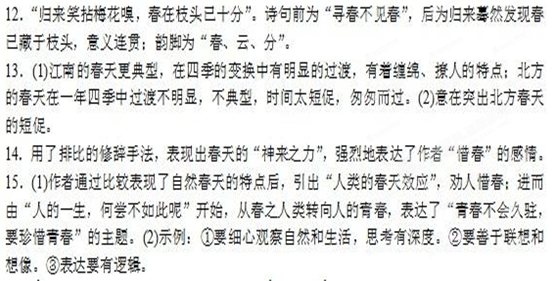 12．“归来笑拈梅花嗅，春在枝头已十分”。诗句前为“寻春不见春”，后为归来蓦然发现春
已藏于枝头，意义连贯；韵脚为“春、云、分”。
13．(1)江南的春天更典型，在四季的变换中有明显的过渡，有着缠绵、撩人的特点；北方
的春天在一年四季中过渡不明显，不典型，时间太短促，匆匆而过。(2)意在突出北方春天
的短促。
14．用了排比的修辞手法，表现出春天的“神来之力”，强烈地表达了作者“惜春”的感情。
15．(1)作者通过比较表现了自然春天的特点后，引出“人类的春天效应”，劝人惜春；进而
由“人的一生，何尝不如此呢”开始，从春之人类转向人的青春，表达了“青春不会久驻，
要珍惜青春”的主题。(2)示例：①要细心观察自然和生活，思考有深度。②要善于联想和
想像。③表达要有逻辑。